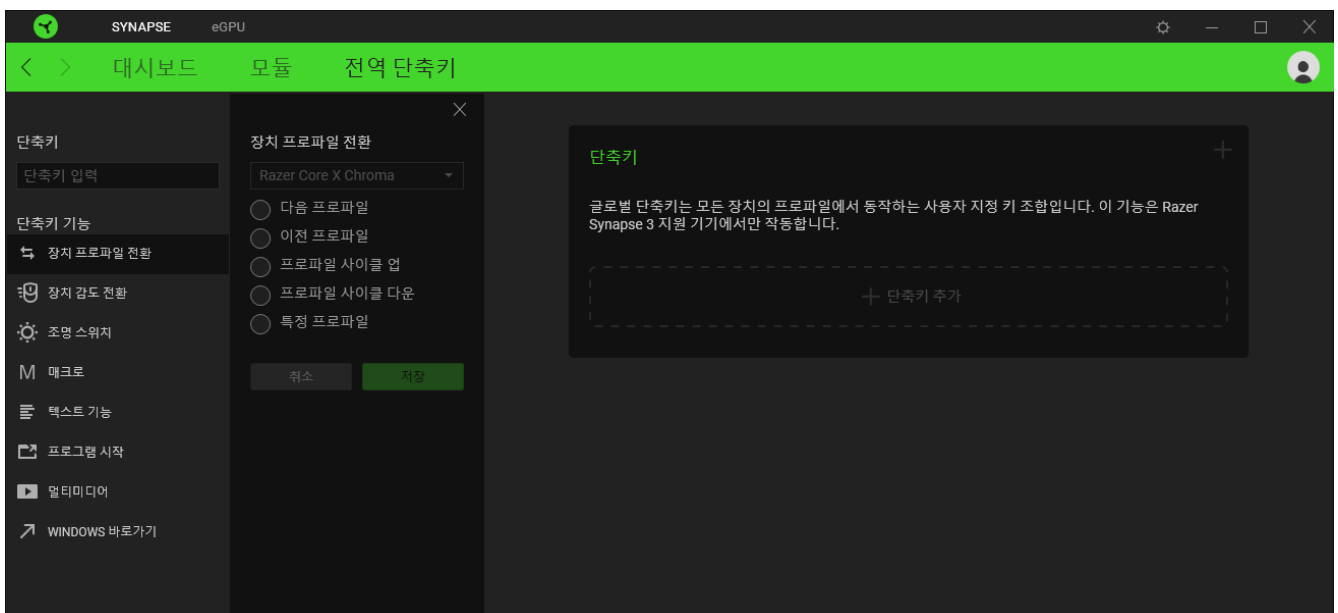 SYNAPSE eGPU
대시보드 모듈 전역 단축키
단축키
단축키 입력
단축키 기능
장치 프로파일 전환
장치 감도 전환
조명 스위치
M 매크로
텍스트 기능
프로그램 시작
멀티미디어
WINDOWS 바로가기
장치 프로파일 전환
Razer Core X Chroma
다음 프로파일
이전 프로파일
프로파일 사이클 업
프로파일 사이클 다운
특정 프로파일
취소 저장
단축키
글로벌 단축키는 모든 장치의 프로파일에서 동작하는 사용자 지정 키 조합입니다. 이 기능은 Razer
Synapse 3 지원 기기에서만 작동합니다.
단축키 추가